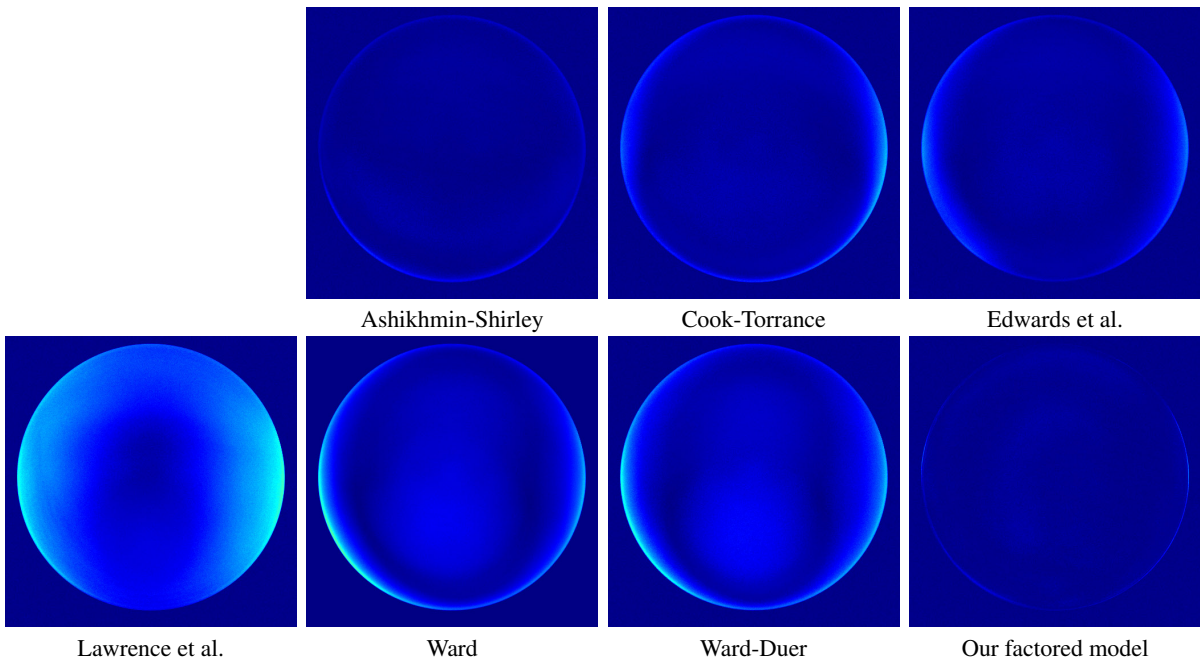 Ashikhmin-Shirley
Cook-Torrance
Edwards et al.
Lawrence et al.
Ward
Ward-Duer
Our factored model